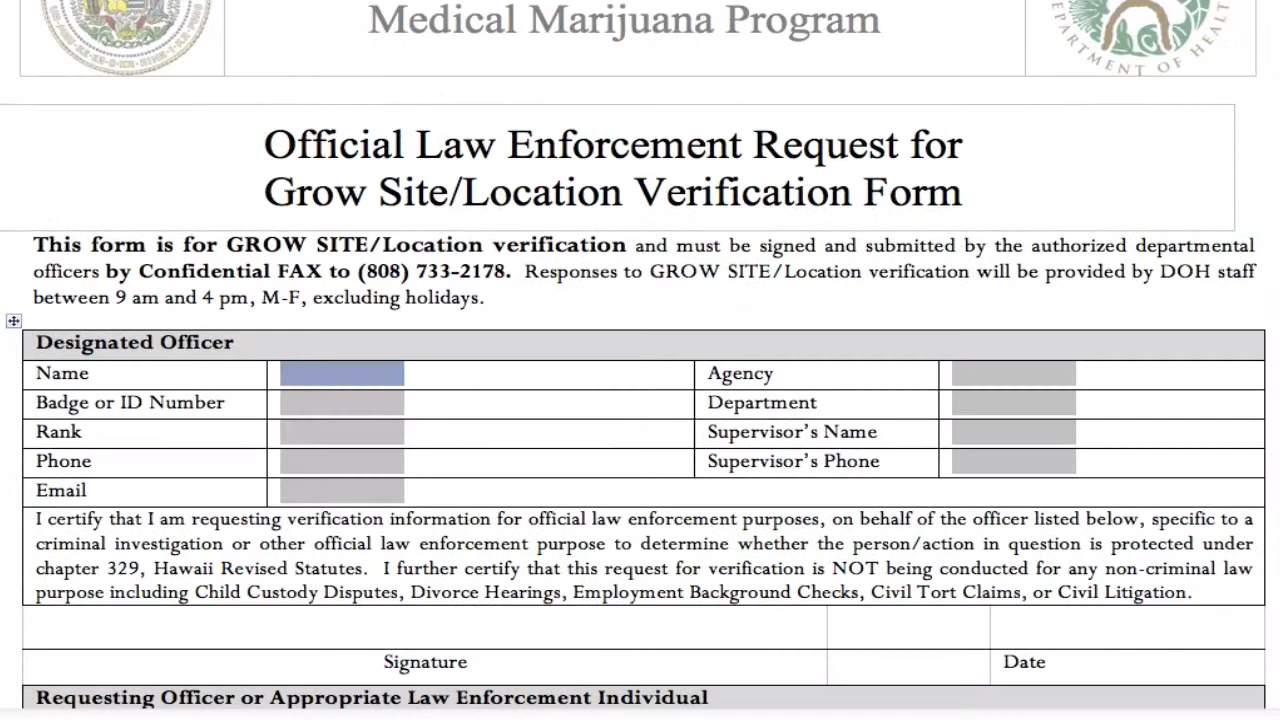 Medical Marijuana Program
DEPARTMENT OF HEALTH
Official Law Enforcement Request for
Grow Site/Location Verification Form
This form is for GROW SITE/Location verification and must be signed and submitted by the authorized departmental
officers by Confidential FAX to (808) 733-2178. Responses to GROW SITE/Location verification will be provided by DOH staff
between 9 am and 4 pm, M-F, excluding holidays.
Designated Officer
Name Agency
Badge or ID Number Department
Rank Supervisor's Name
Phone Supervisor's Phone
Email
I certify that I am requesting verification information for official law enforcement purposes, on behalf of the officer listed below, specific to a
criminal investigation or other official law enforcement purpose to determine whether the person/action in question is protected under
chapter 329, Hawaii Revised Statutes. I further certify that this request for verification is NOT being conducted for any non-criminal law
purpose including Child Custody Disputes, Divorce Hearings, Employment Background Checks, Civil Tort Claims, or Civil Litigation.
Signature Date
Requesting Officer or Appropriate Law Enforcement Individual